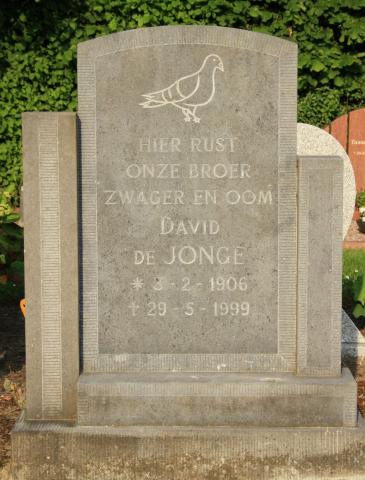 HIER RUST
ONZE BROER
ZWAGER EN OOM
DAVID
DE JONGE
* 3-2-1906
† 29-5-1999